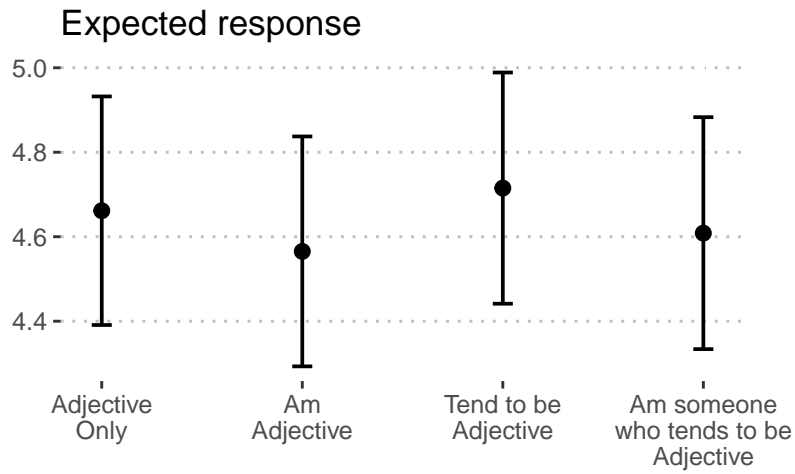 Expected response
5.0
4.8
4.6
4.4
Adjective
Only
Am
Adjective
Tend to be
Adjective
Am someone
who tends to be
Adjective